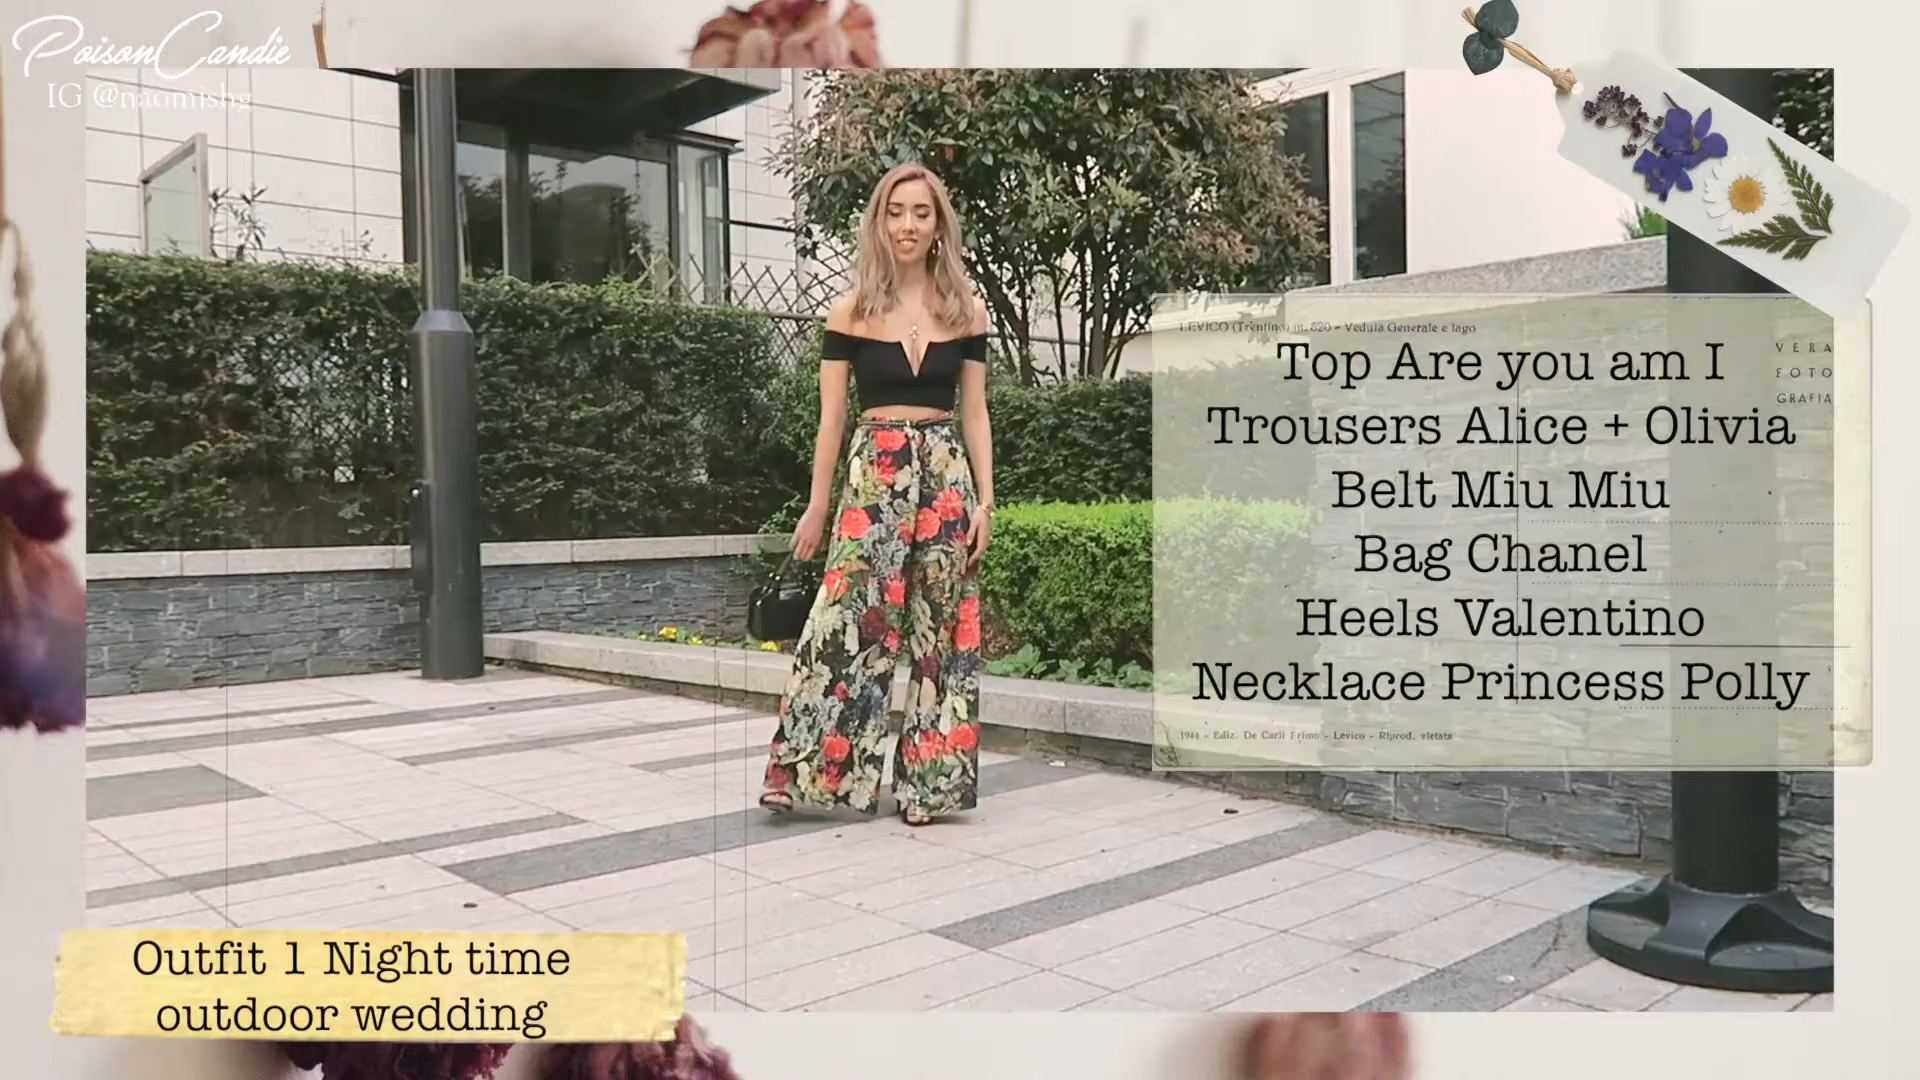 PoisonCandie
IG @naomishg
LEVICO (Trentino) m. 520 - Veduta Generale e lago
VERA
FOTO
GRAFIA
Top Are you am I
Trousers Alice + Olivia
Belt Miu Miu
Bag Chanel
Heels Valentino
Necklace Princess Polly
1944 - Ediz. De Carli Primo - Levico - Riprod. vietata
Outfit 1 Night time
outdoor wedding